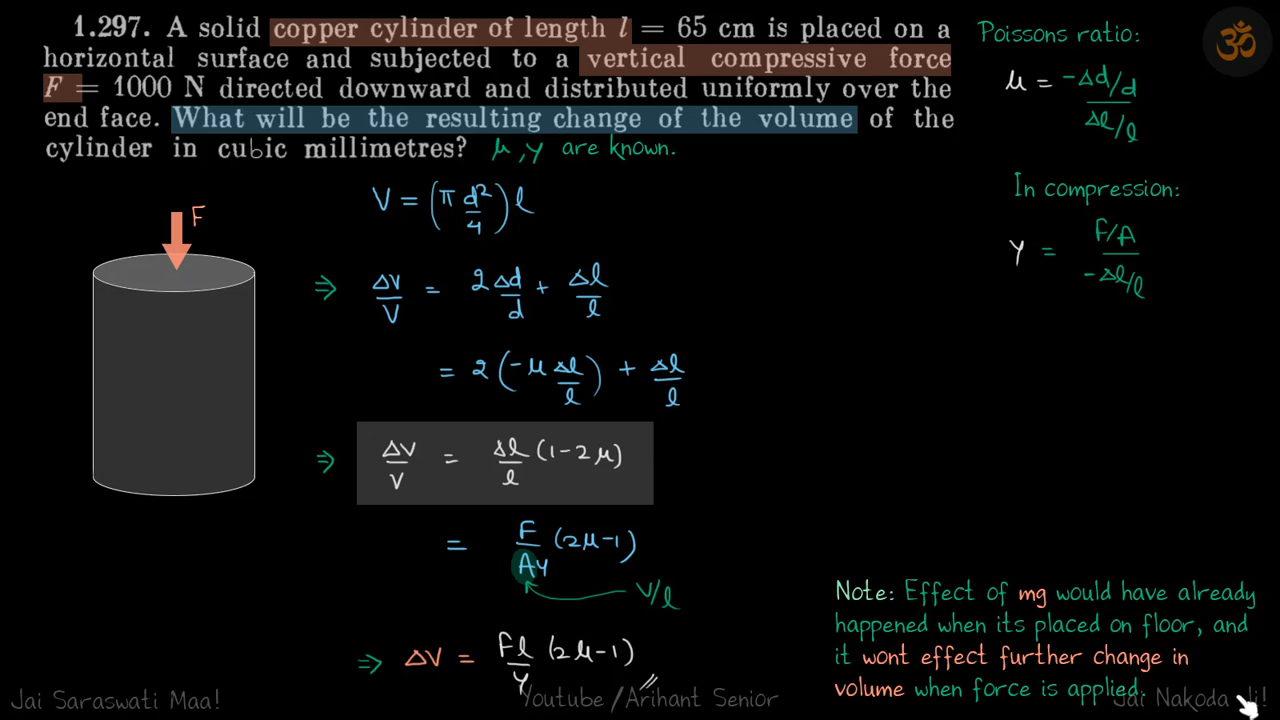 1.297. A solid copper cylinder of length l = 65 cm is placed on a
horizontal surface and subjected to a vertical compressive force
F = 1000 N directed downward and distributed uniformly over the
end face. What will be the resulting change of the volume of the
cylinder in cubic millimetres? μ, Y are known.
F
V = (π d²/4) l
⇒ ΔV/V = 2Δd/d + Δl/l
= 2 (-μ Δl/l) + Δl/l
⇒ ΔV/V = Δl/l (1-2μ)
= F/AY (2μ-1)
V/l
⇒ ΔV = Fl/Y (2μ-1)
Poissons ratio:
μ = -Δd/d / Δl/l
In compression:
Y = F/A / -Δl/l
Note: Effect of mg would have already
happened when its placed on floor, and
it wont effect further change in
volume when force is applied.
ॐ
Jai Saraswati Maa!
Youtube /Arihant Senior
Jai Nakoda Ji!